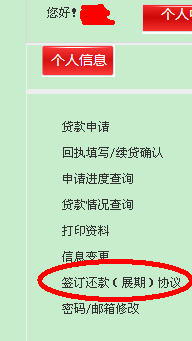 您好！
个人
个人信息
贷款申请
回执填写/续贷确认
申请进度查询
贷款情况查询
打印资料
信息变更
签订还款（展期）协议
密码/邮箱修改